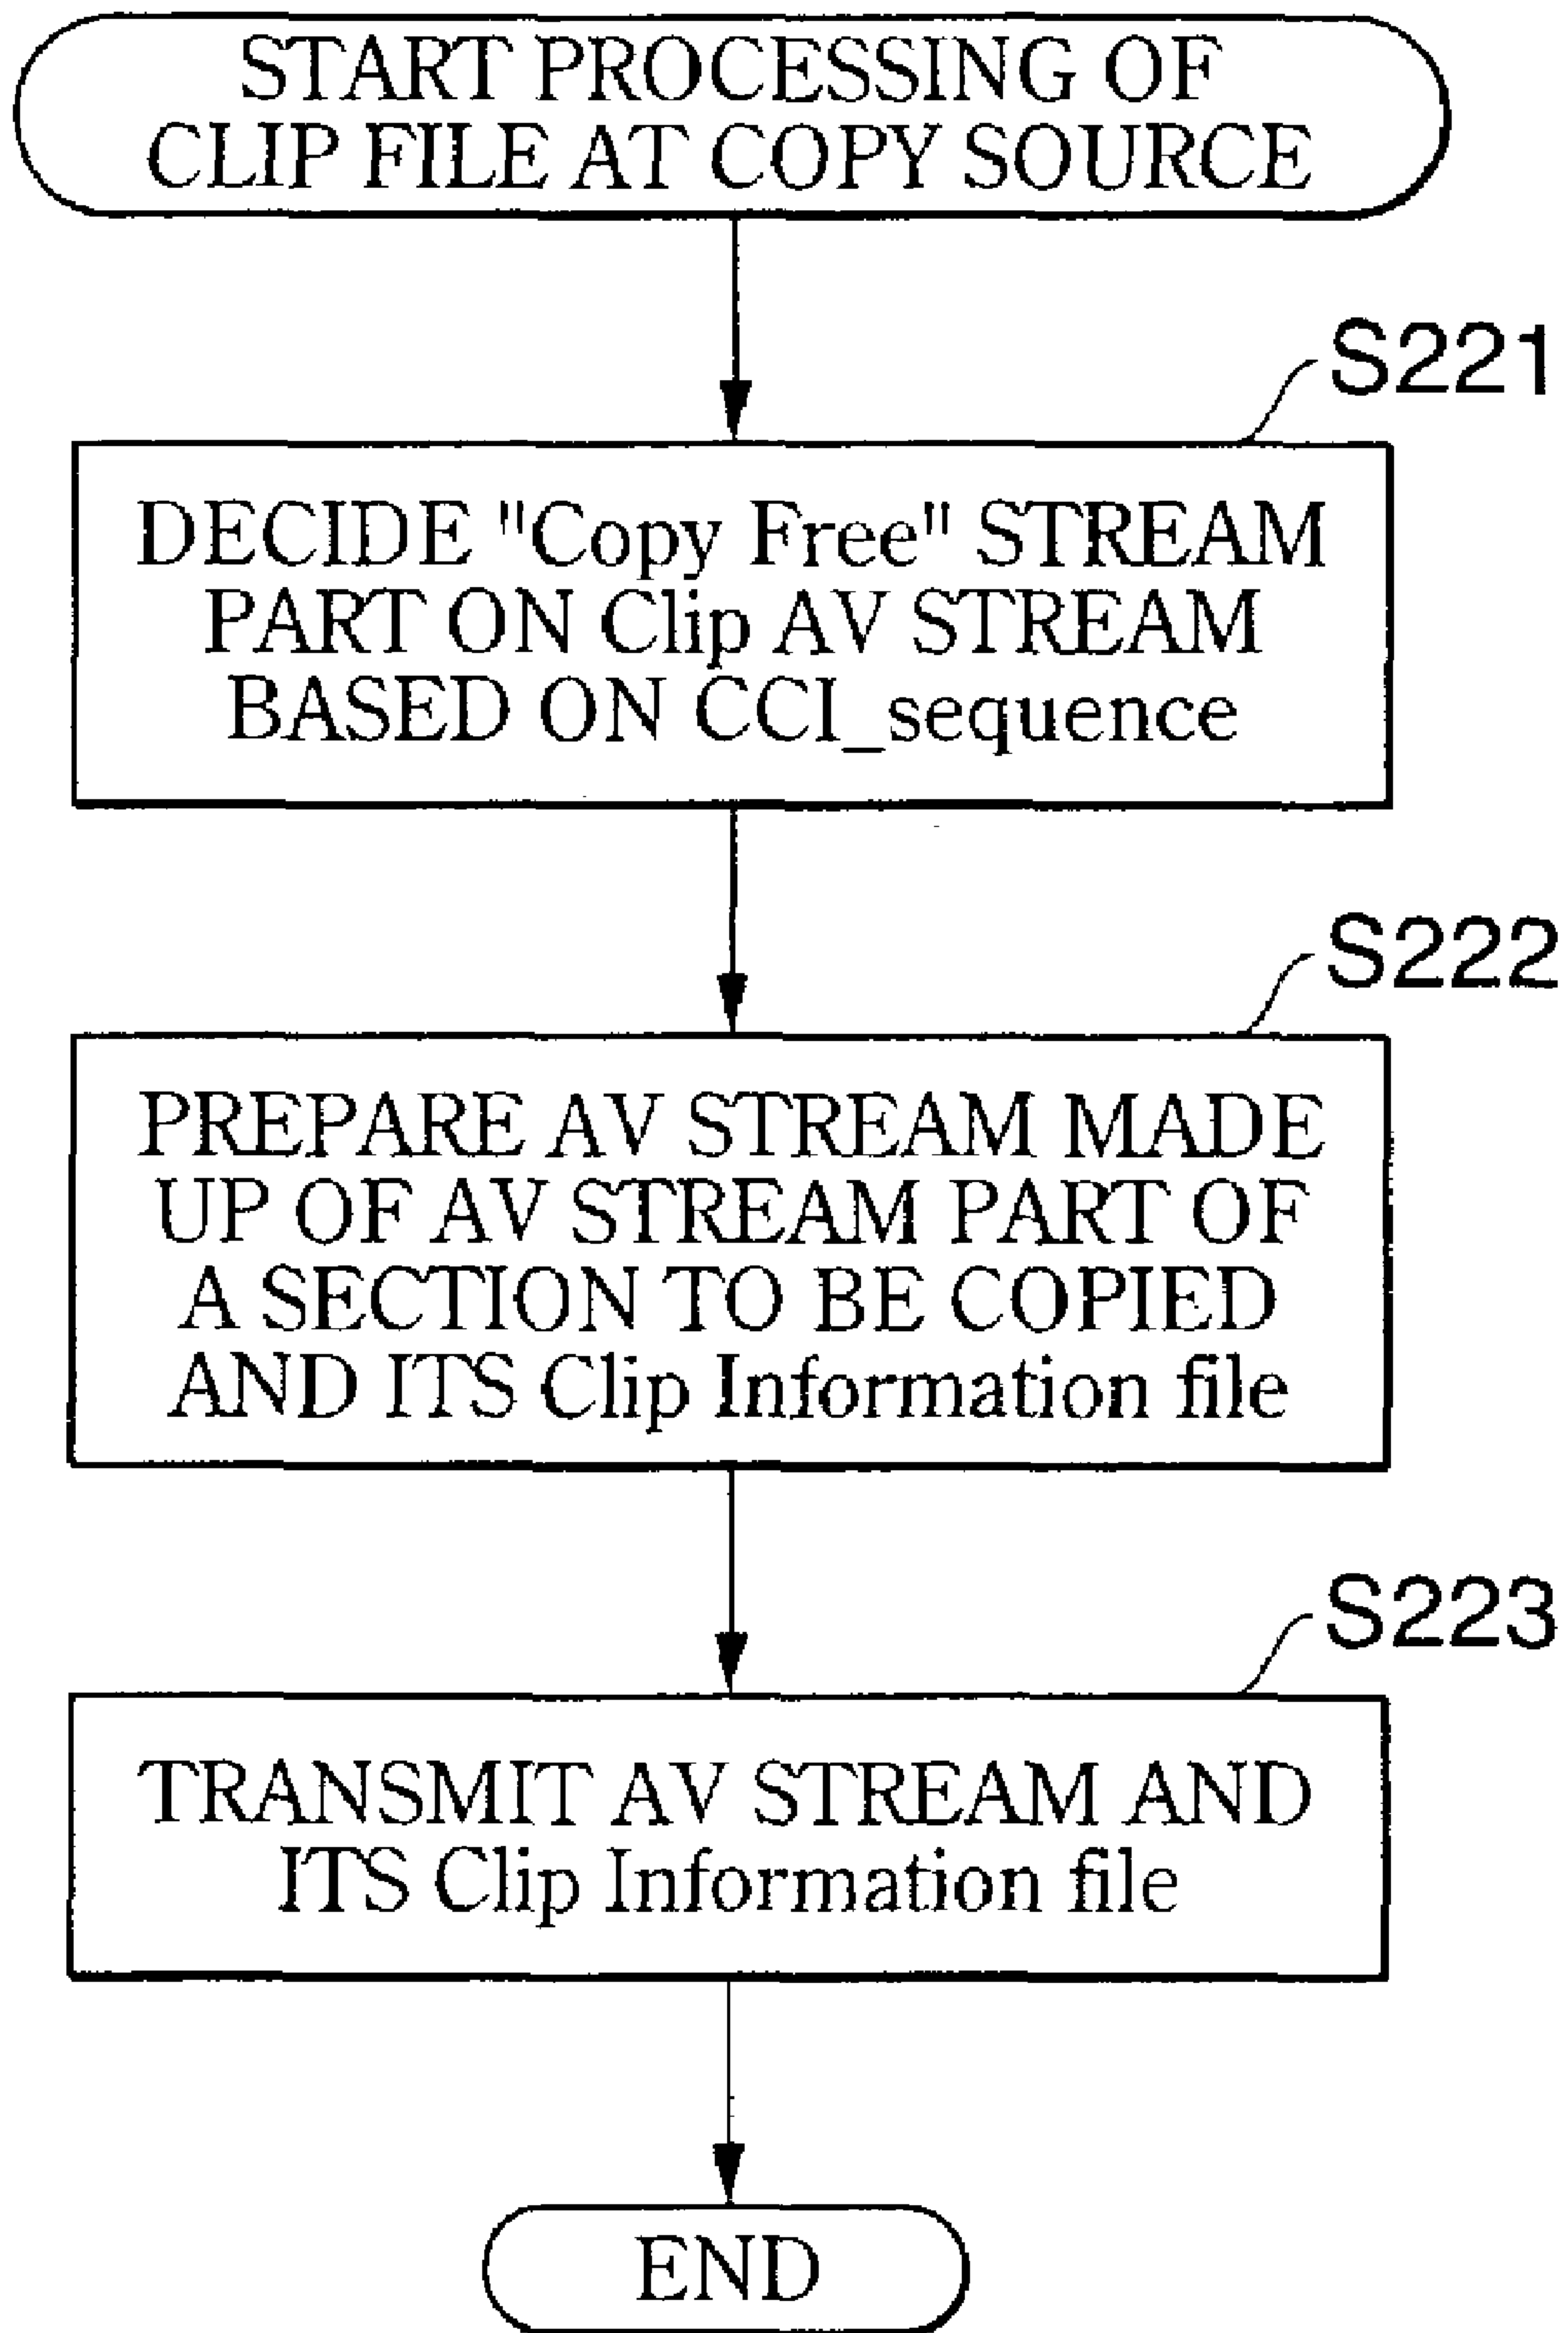 START PROCESSING OF
CLIP FILE AT COPY SOURCE
S221
DECIDE "Copy Free" STREAM
PART ON Clip AV STREAM
BASED ON CCI_sequence
S222
PREPARE AV STREAM MADE
UP OF AV STREAM PART OF
A SECTION TO BE COPIED
AND ITS Clip Information file
S223
TRANSMIT AV STREAM AND
ITS Clip Information file
END